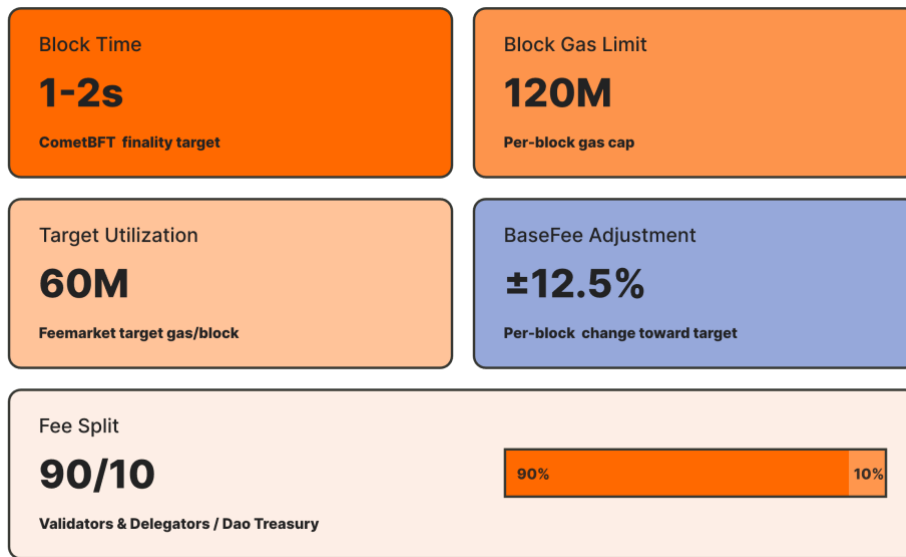 Block Time
1-2s
CometBFT finality target
Block Gas Limit
120M
Per-block gas cap
Target Utilization
60M
Feemarket target gas/block
BaseFee Adjustment
±12.5%
Per-block change toward target
Fee Split
90/10
Validators & Delegators / Dao Treasury
90%
10%